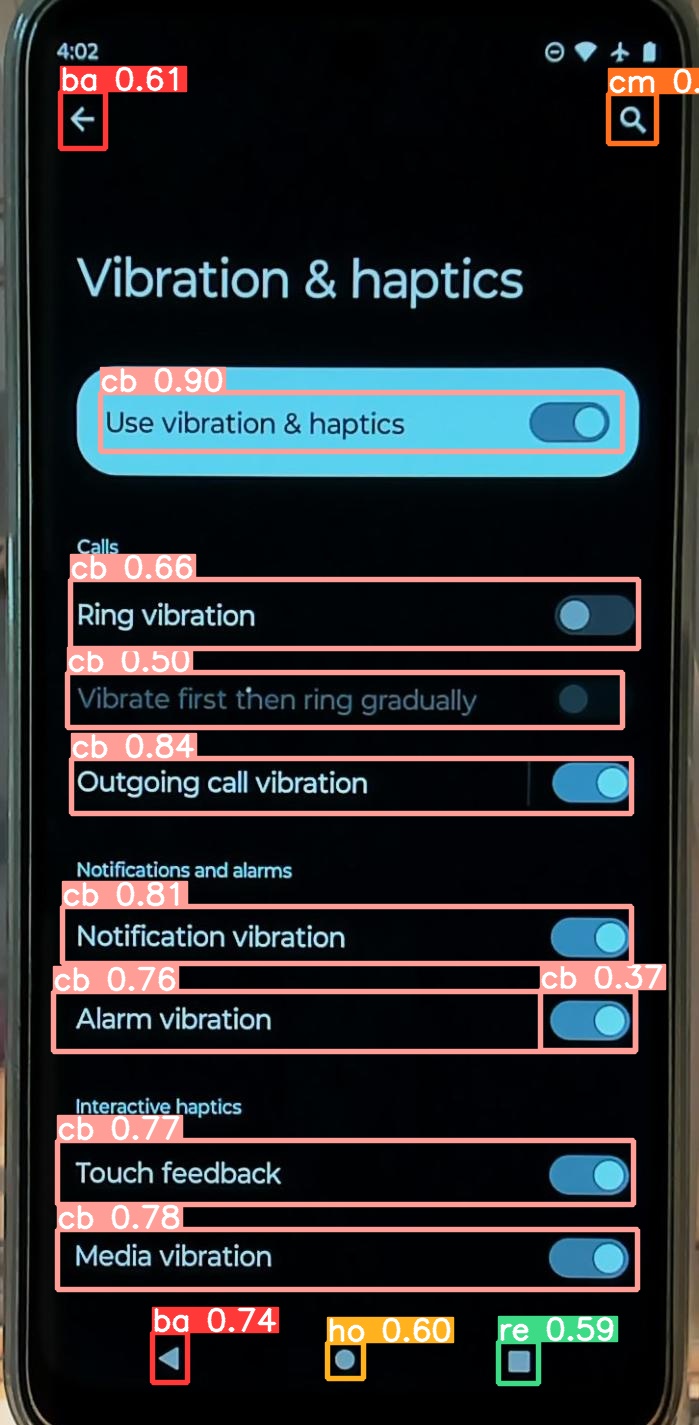 4:02
ba 0.61
cm 0.
Vibration & haptics
cb 0.90
Use vibration & haptics
Calls
cb 0.66
Ring vibration
cb 0.50
Vibrate first then ring gradually
cb 0.84
Outgoing call vibration
Notifications and alarms
cb 0.81
Notification vibration
cb 0.76
cb 0.37
Alarm vibration
Interactive haptics
cb 0.77
Touch feedback
cb 0.78
Media vibration
ba 0.74
ho 0.60
re 0.59